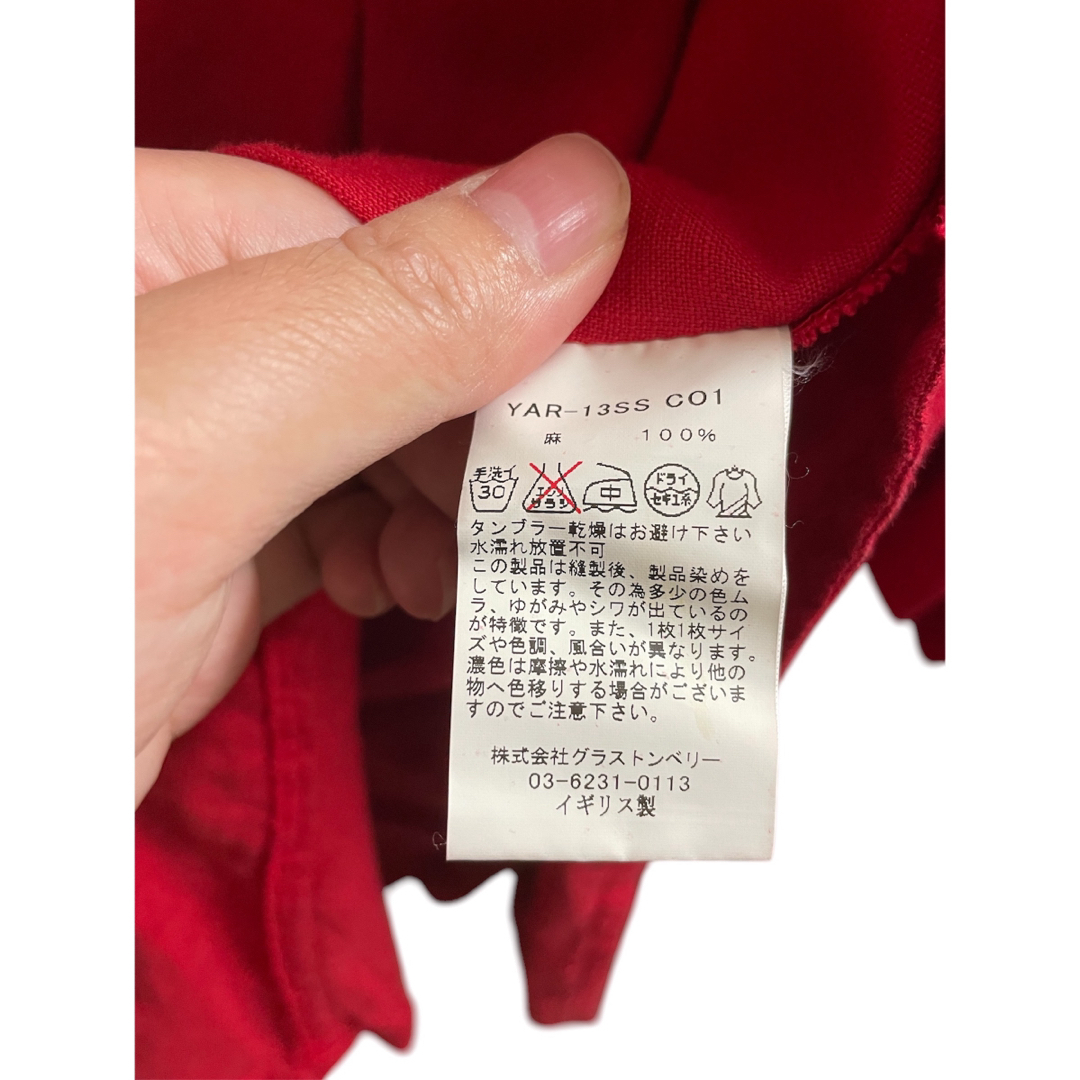 YAR-13SS CO1
麻 100%
手洗イ 30 エンソ サラシ 中 ドライ セキユ系
タンブラー乾燥はお避け下さい
水濡れ放置不可
この製品は縫製後、製品染めを
しています。その為多少の色ム
ラ、ゆがみやシワが出ているの
が特徴です。また、1枚1枚サイ
ズや色調、風合いが異なります。
濃色は摩擦や水濡れにより他の
物へ色移りする場合がございま
すのでご注意下さい。
株式会社グラストンベリー
03-6231-0113
イギリス製